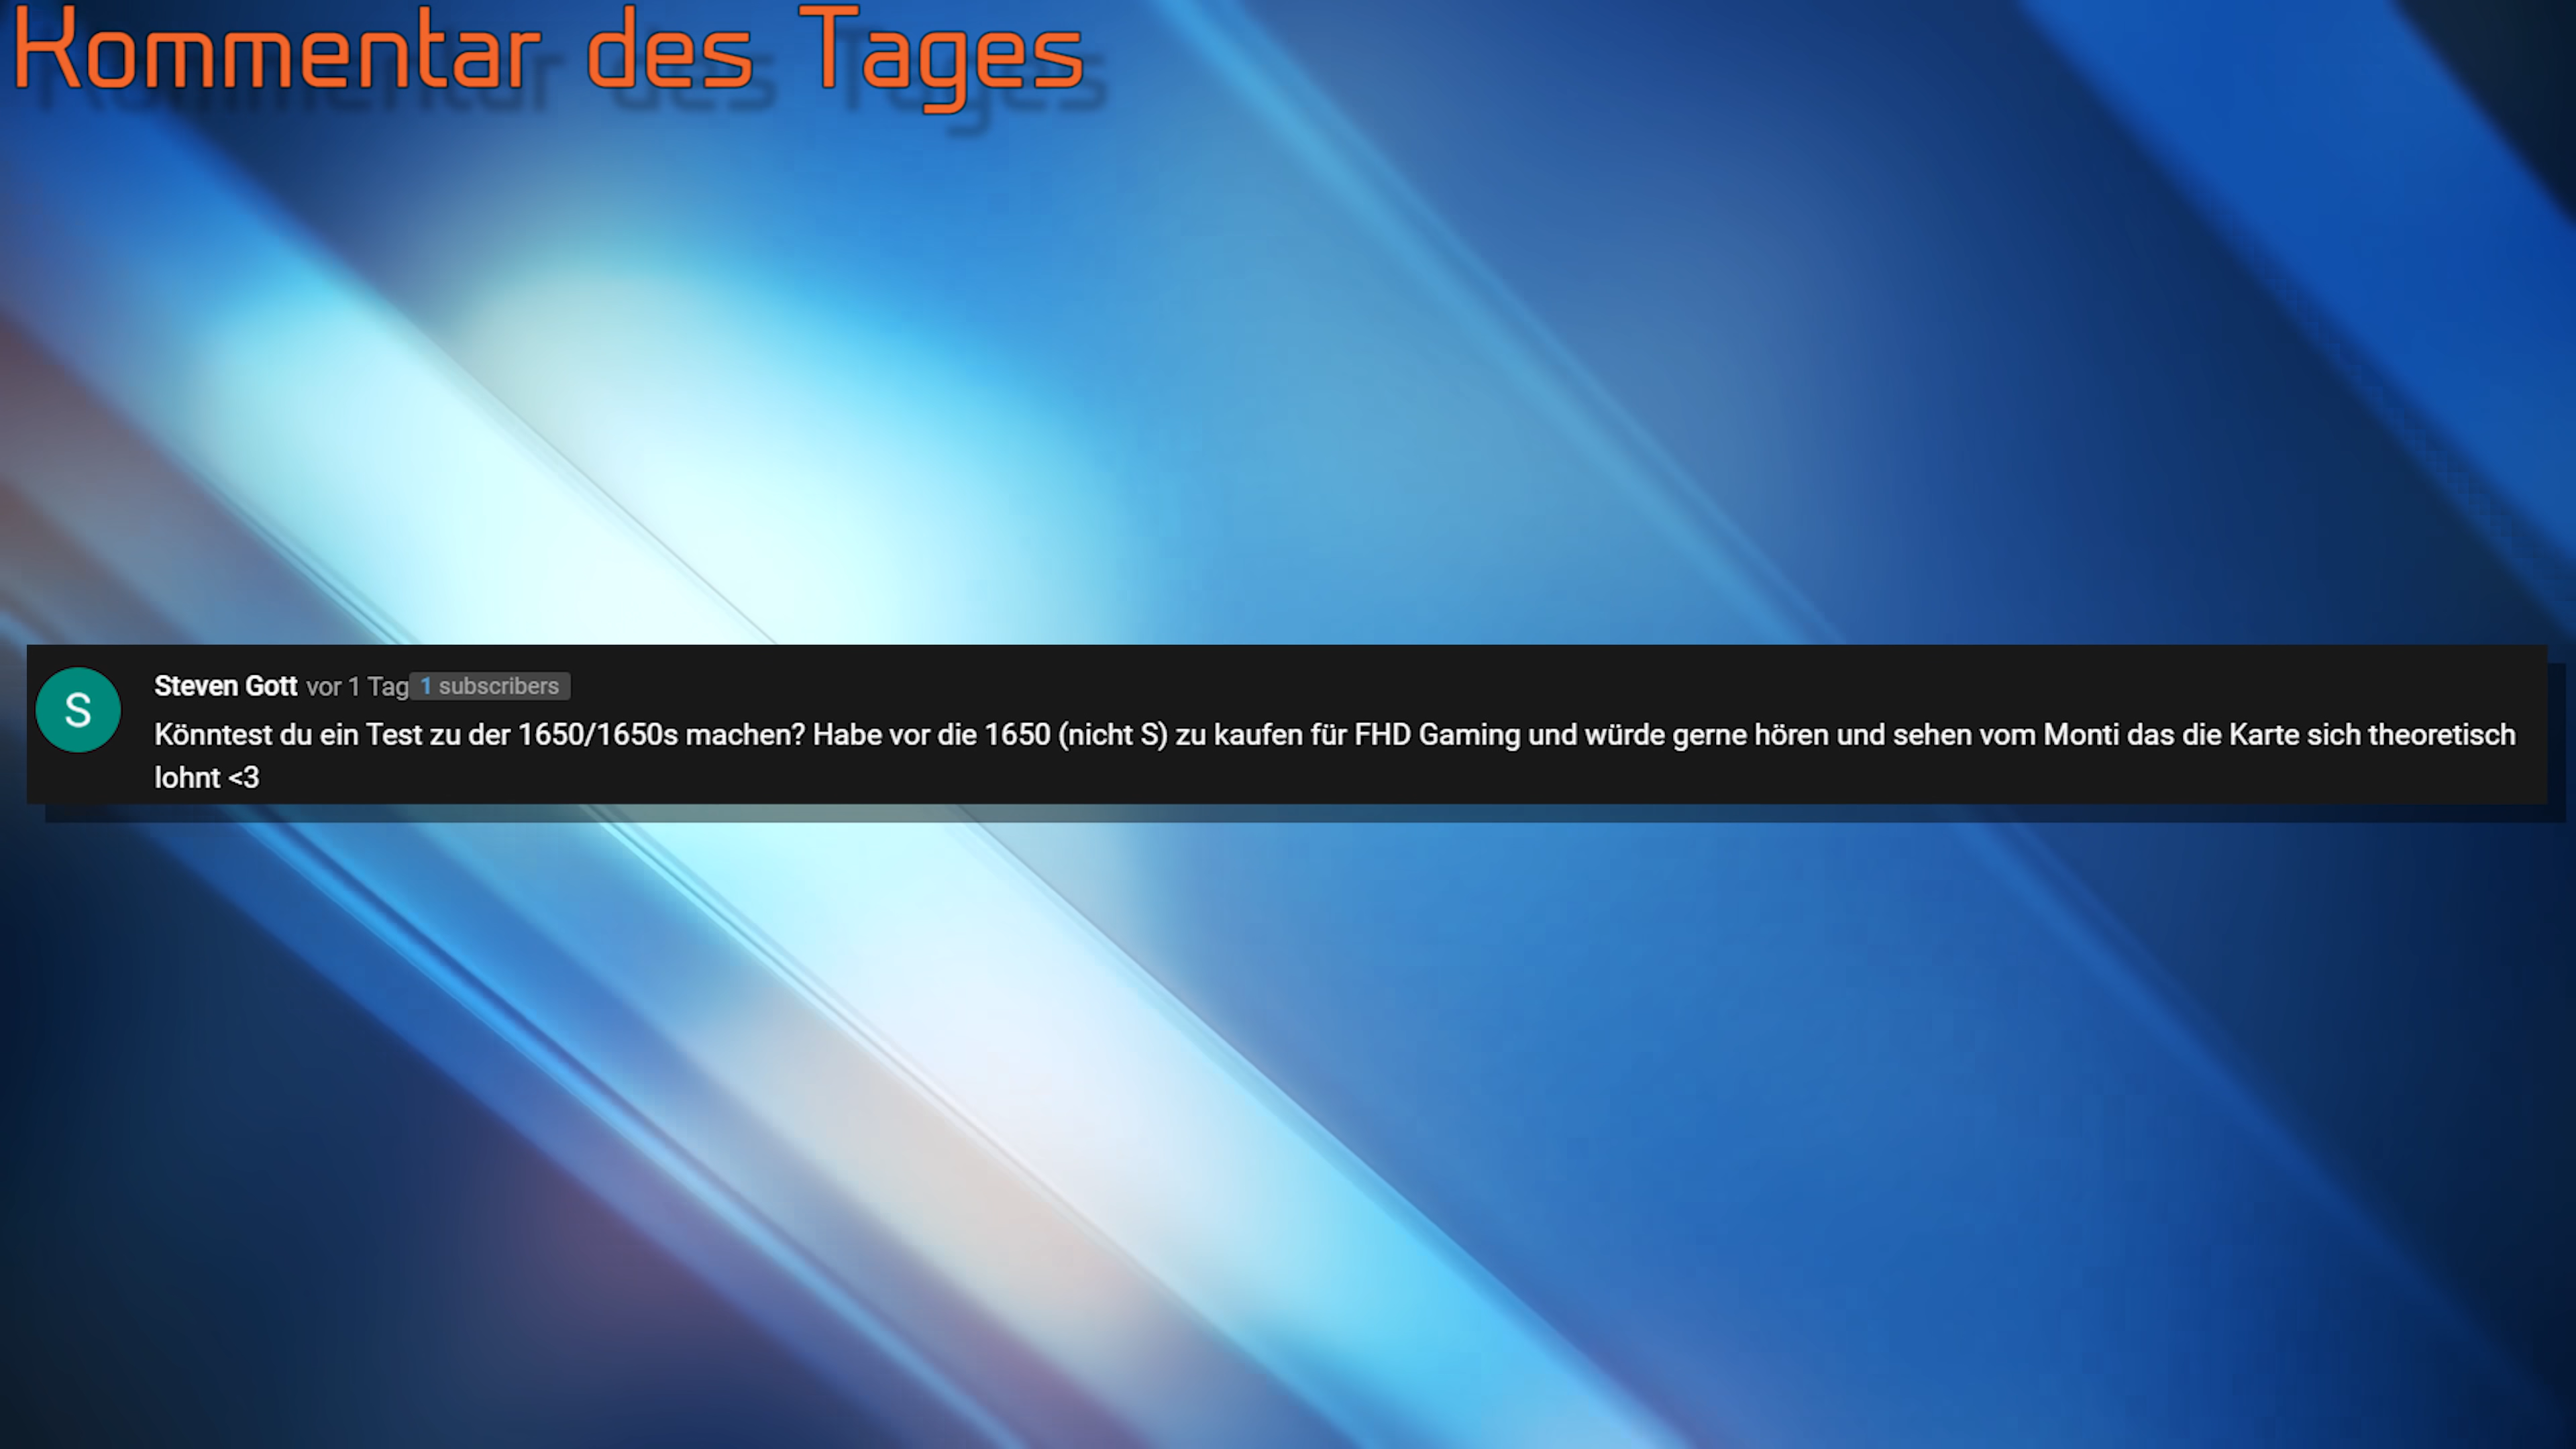 Kommentar des Tages
S
Steven Gott vor 1 Tag 1 subscribers
Könntest du ein Test zu der 1650/1650s machen? Habe vor die 1650 (nicht S) zu kaufen für FHD Gaming und würde gerne hören und sehen vom Monti das die Karte sich theoretisch
lohnt <3